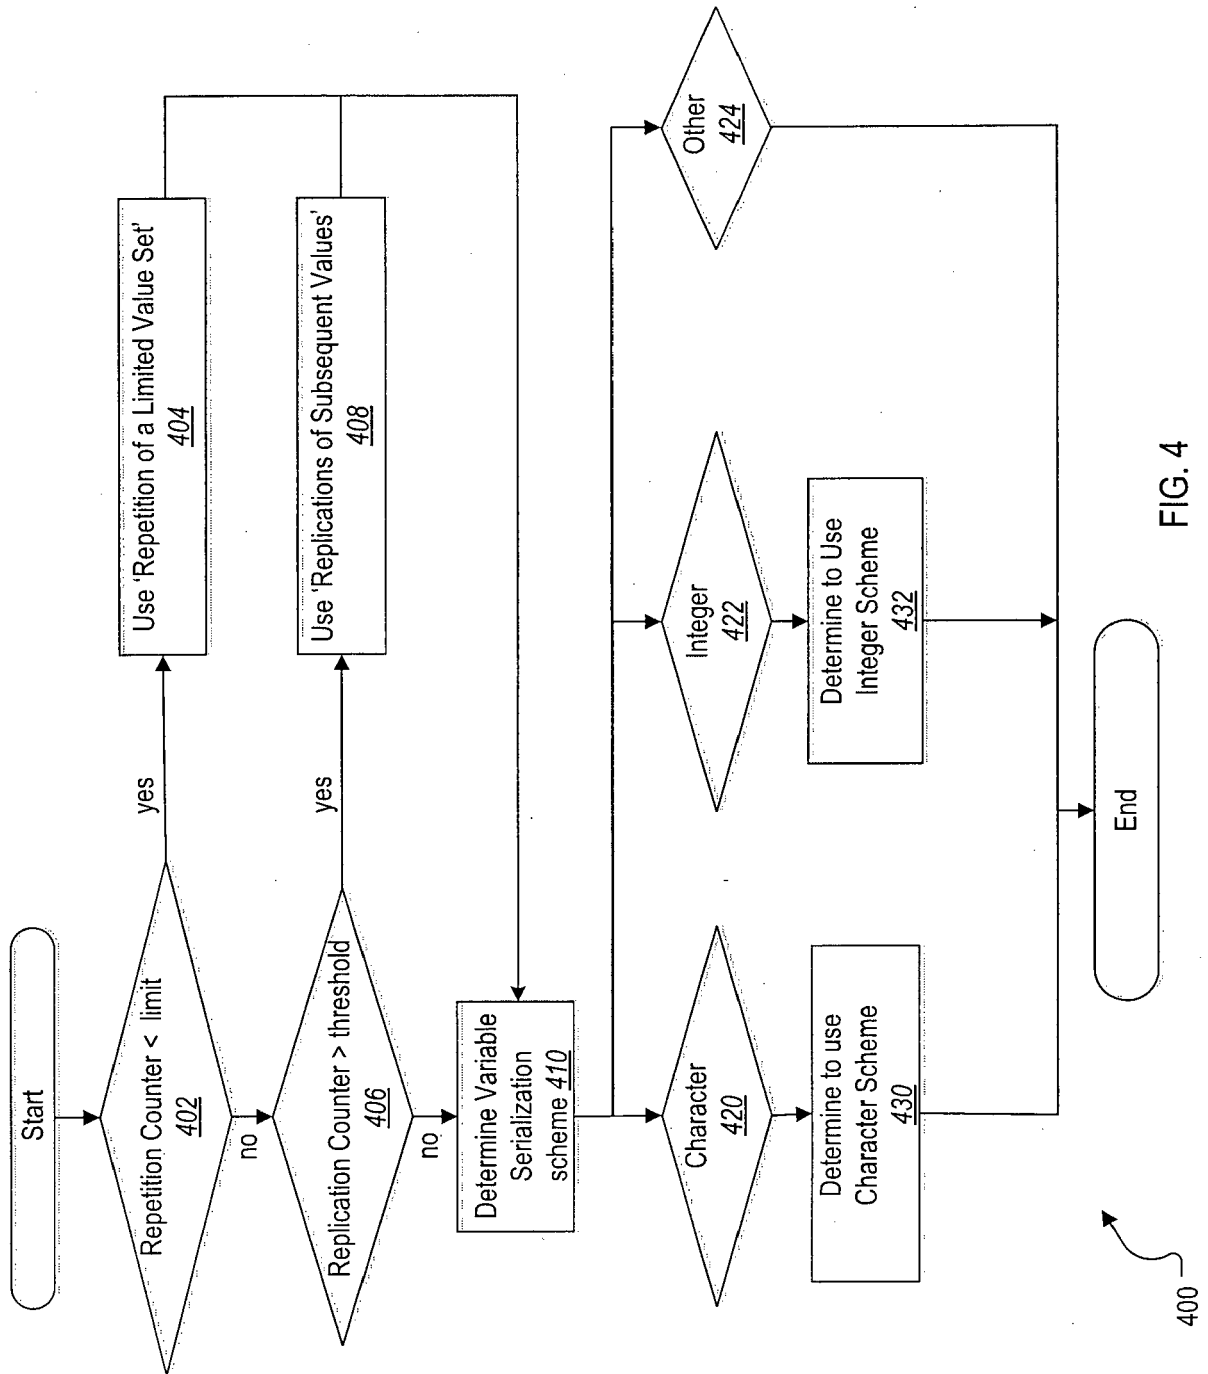 Start
Repetition Counter < limit
402
yes
Use 'Repetition of a Limited Value Set'
404
no
Replication Counter > threshold
406
yes
Use 'Replications of Subsequent Values'
408
no
Determine Variable
Serialization
scheme 410
Character
420
Integer
422
Other
424
Determine to use
Character Scheme
430
Determine to Use
Integer Scheme
432
End
400
FIG. 4